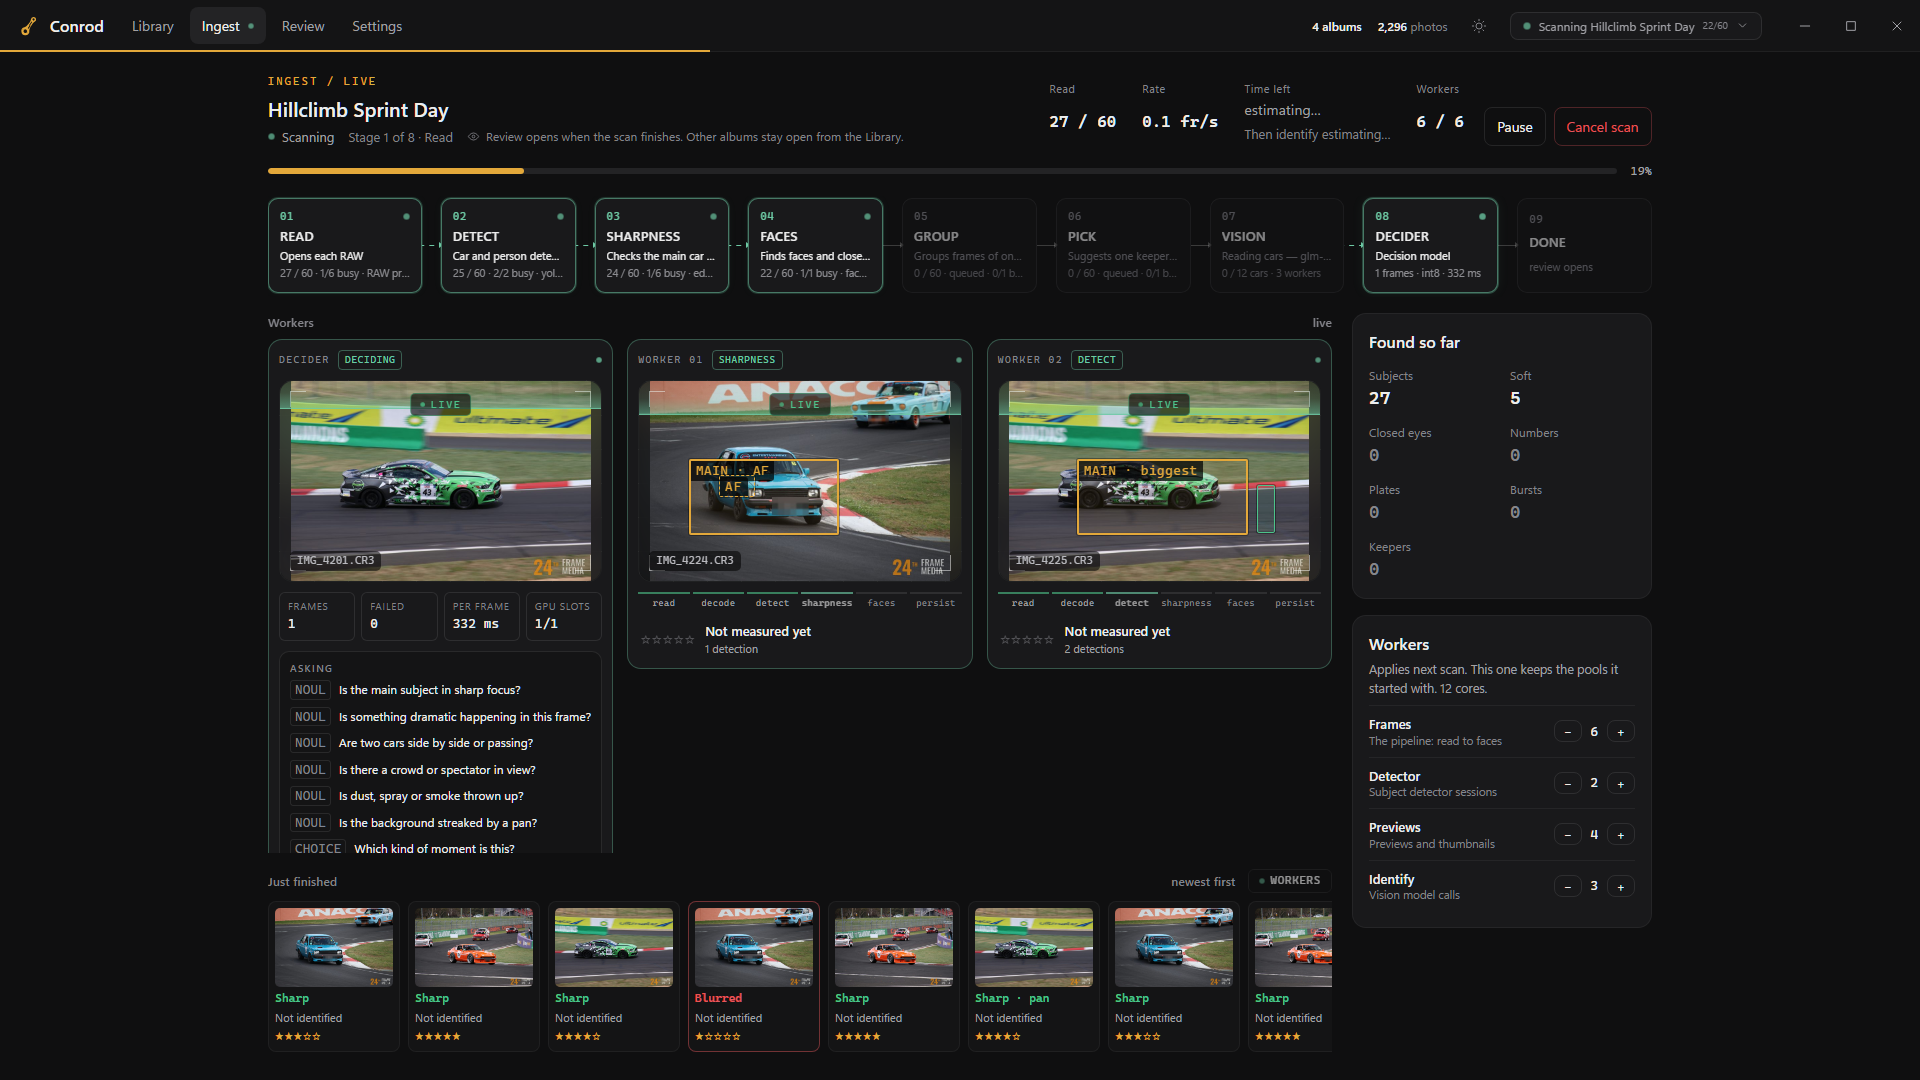 Conrod
Library
Ingest
Review
Settings
4 albums
2,296 photos
Scanning Hillclimb Sprint Day 22/60
INGEST / LIVE
Hillclimb Sprint Day
Scanning Stage 1 of 8 · Read Review opens when the scan finishes. Other albums stay open from the Library.
Read
27 / 60
Rate
0.1 fr/s
Time left
estimating…
Then identify estimating…
Workers
6 / 6
Pause
Cancel scan
19%
01
READ
Opens each RAW
27 / 60 · 1/6 busy · RAW pr…
02
DETECT
Car and person dete…
25 / 60 · 2/2 busy · yol…
03
SHARPNESS
Checks the main car …
24 / 60 · 1/6 busy · ed…
04
FACES
Finds faces and close…
22 / 60 · 1/1 busy · fac…
05
GROUP
Groups frames of on…
0 / 60 · queued · 0/1 b…
06
PICK
Suggests one keeper…
0 / 60 · queued · 0/1 b…
07
VISION
Reading cars — glm-…
0 / 12 cars · 3 workers
08
DECIDER
Decision model
1 frames · int8 · 332 ms
09
DONE
review opens
Workers
live
DECIDER DECIDING
LIVE
ultimate
43
IMG_4201.CR3
24 FRAME MEDIA
FRAMES
1
FAILED
0
PER FRAME
332 ms
GPU SLOTS
1/1
ASKING
NOUL Is the main subject in sharp focus?
NOUL Is something dramatic happening in this frame?
NOUL Are two cars side by side or passing?
NOUL Is there a crowd or spectator in view?
NOUL Is dust, spray or smoke thrown up?
NOUL Is the background streaked by a pan?
CHOICE Which kind of moment is this?
WORKER 01 SHARPNESS
ANACC
LIVE
MAIN · AF
AF
IMG_4224.CR3
24 FRAME MEDIA
read decode detect sharpness faces persist
☆☆☆☆☆ Not measured yet
1 detection
WORKER 02 DETECT
LIVE
ultimate
MAIN · biggest
43
IMG_4225.CR3
24 FRAME MEDIA
read decode detect sharpness faces persist
☆☆☆☆☆ Not measured yet
2 detections
Found so far
Subjects
27
Soft
5
Closed eyes
0
Numbers
0
Plates
0
Bursts
0
Keepers
0
Workers
Applies next scan. This one keeps the pools it
started with. 12 cores.
Frames
The pipeline: read to faces
− 6 +
Detector
Subject detector sessions
− 2 +
Previews
Previews and thumbnails
− 4 +
Identify
Vision model calls
− 3 +
Just finished
newest first
WORKERS
Sharp
Not identified
★★★☆☆
Sharp
Not identified
★★★★★
Sharp
Not identified
★★★★☆
Blurred
Not identified
★☆☆☆☆
Sharp
Not identified
★★★★★
Sharp · pan
Not identified
★★★★☆
Sharp
Not identified
★★★☆☆
Sharp
Not identified
★★★★★